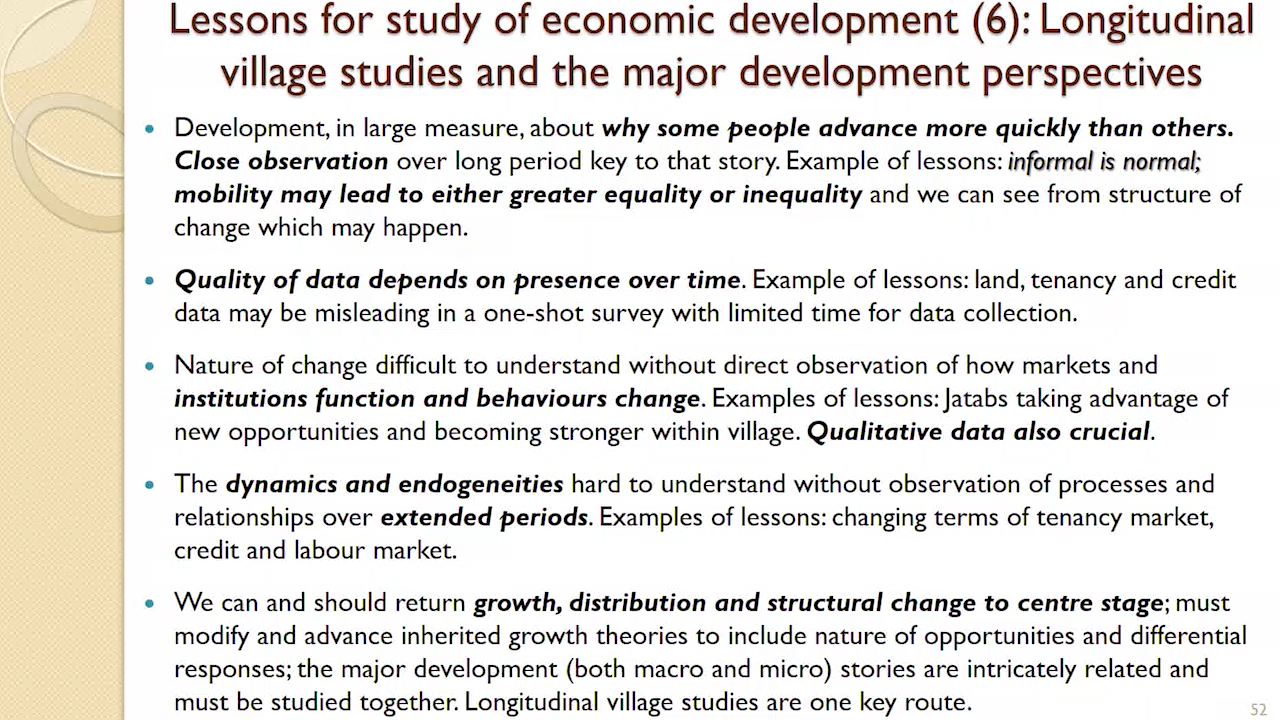 Lessons for study of economic development (6): Longitudinal
village studies and the major development perspectives
• Development, in large measure, about why some people advance more quickly than others.
Close observation over long period key to that story. Example of lessons: informal is normal;
mobility may lead to either greater equality or inequality and we can see from structure of
change which may happen.
• Quality of data depends on presence over time. Example of lessons: land, tenancy and credit
data may be misleading in a one-shot survey with limited time for data collection.
• Nature of change difficult to understand without direct observation of how markets and
institutions function and behaviours change. Examples of lessons: Jatabs taking advantage of
new opportunities and becoming stronger within village. Qualitative data also crucial.
• The dynamics and endogeneities hard to understand without observation of processes and
relationships over extended periods. Examples of lessons: changing terms of tenancy market,
credit and labour market.
• We can and should return growth, distribution and structural change to centre stage; must
modify and advance inherited growth theories to include nature of opportunities and differential
responses; the major development (both macro and micro) stories are intricately related and
must be studied together. Longitudinal village studies are one key route.
52